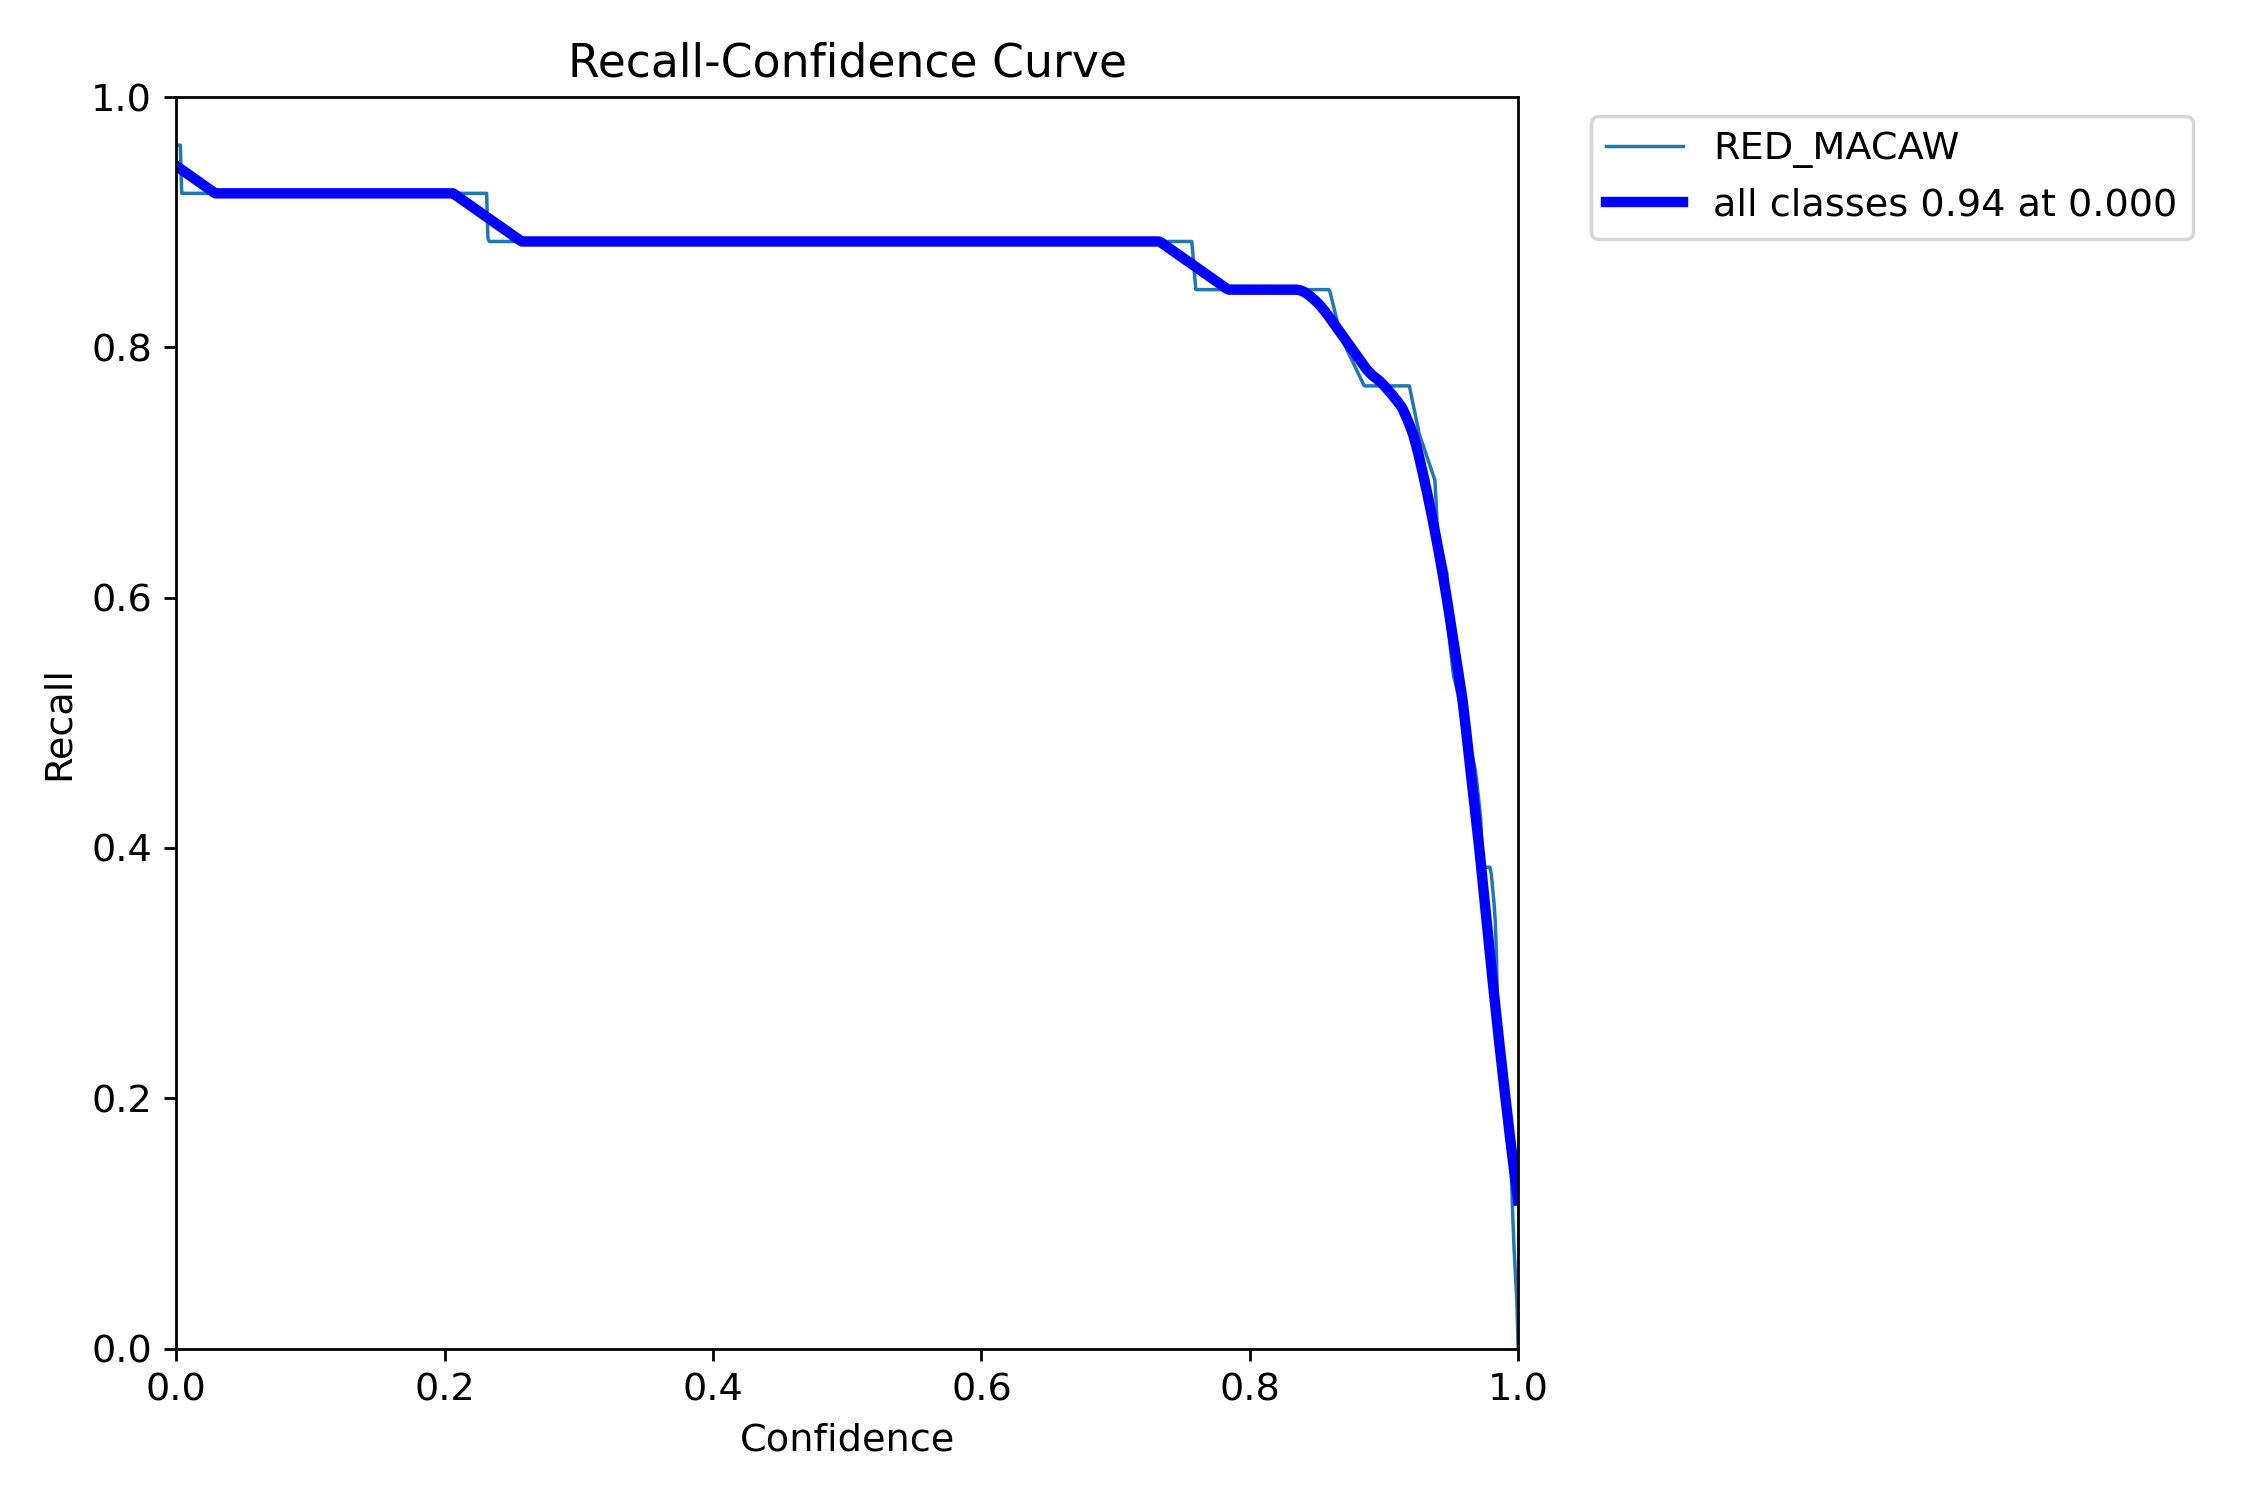 Recall-Confidence Curve
1.0
0.8
0.6
0.4
0.2
0.0
Recall
0.0 0.2 0.4 0.6 0.8 1.0
Confidence
RED_MACAW
all classes 0.94 at 0.000